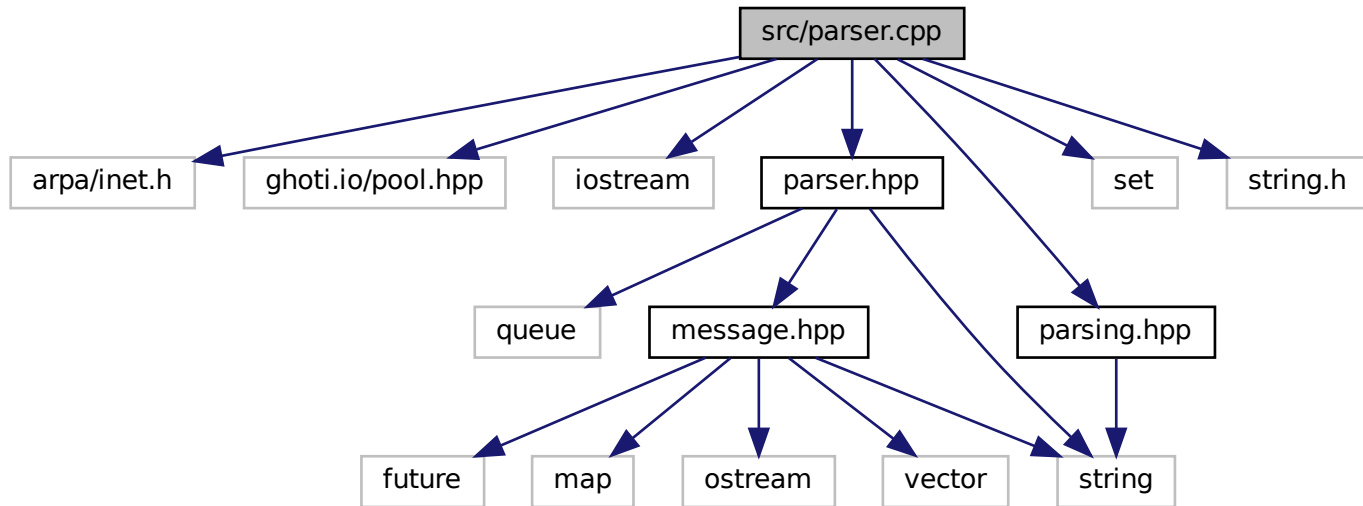 src/parser.cpp
arpa/inet.h
ghoti.io/pool.hpp
iostream
parser.hpp
set
string.h
queue
message.hpp
parsing.hpp
future
map
ostream
vector
string